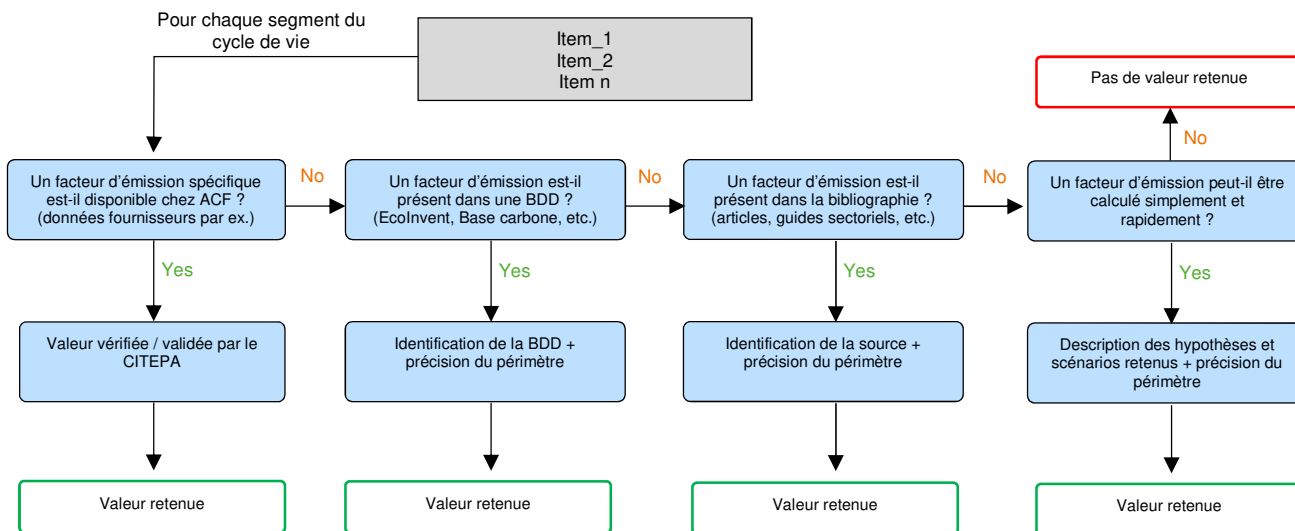 Pour chaque segment du
cycle de vie
Item_1
Item_2
Item n
Pas de valeur retenue
No
Un facteur d'émission spécifique
est-il disponible chez ACF ?
(données fournisseurs par ex.)
No
Un facteur d'émission est-il
présent dans une BDD ?
(EcoInvent, Base carbone, etc.)
No
Un facteur d'émission est-il
présent dans la bibliographie ?
(articles, guides sectoriels, etc.)
No
Un facteur d'émission peut-il être
calculé simplement et
rapidement ?
Yes
Yes
Yes
Yes
Valeur vérifiée / validée par le
CITEPA
Identification de la BDD +
précision du périmètre
Identification de la source +
précision du périmètre
Description des hypothèses et
scénarios retenus + précision du
périmètre
Valeur retenue
Valeur retenue
Valeur retenue
Valeur retenue